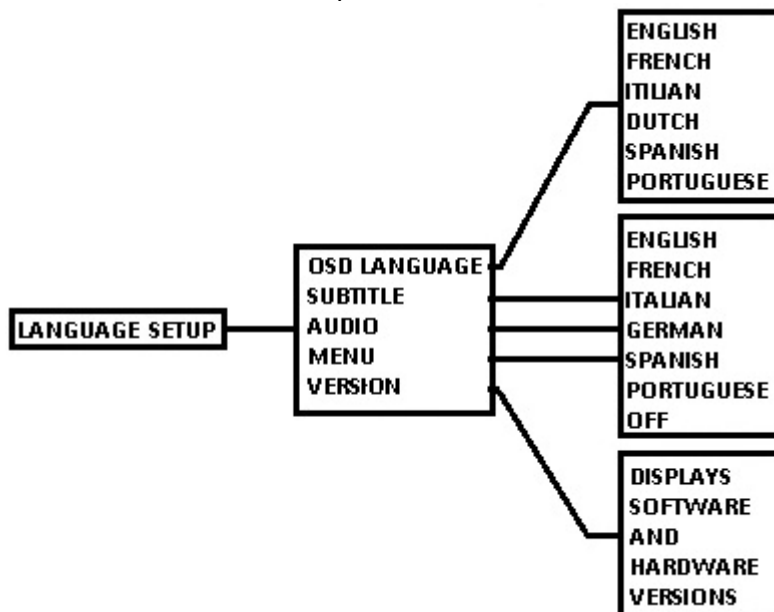 LANGUAGE SETUP
OSD LANGUAGE
SUBTITLE
AUDIO
MENU
VERSION
ENGLISH
FRENCH
ITILIAN
DUTCH
SPANISH
PORTUGUESE
ENGLISH
FRENCH
ITALIAN
GERMAN
SPANISH
PORTUGUESE
OFF
DISPLAYS
SOFTWARE
AND
HARDWARE
VERSIONS